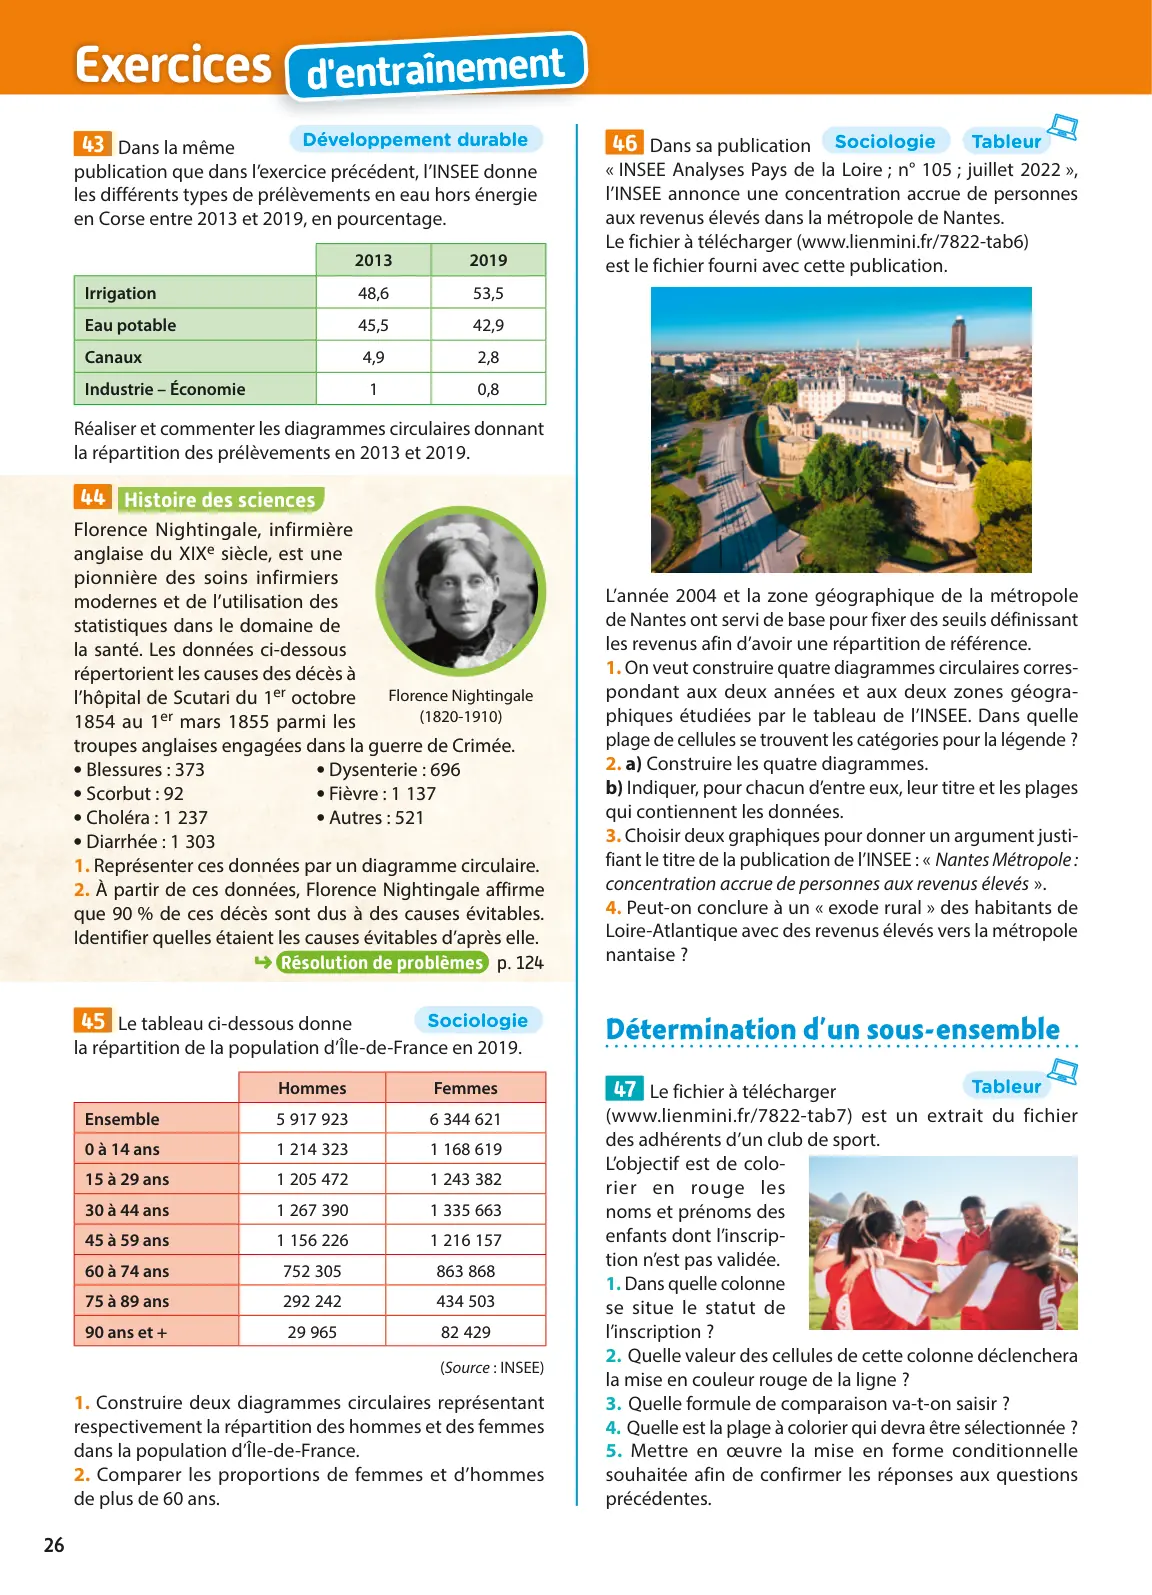 Exercices d'entraînement
43 Dans la même Développement durable
publication que dans l'exercice précédent, l'INSEE donne
les différents types de prélèvements en eau hors énergie
en Corse entre 2013 et 2019, en pourcentage.
2013 2019
Irrigation 48,6 53,5
Eau potable 45,5 42,9
Canaux 4,9 2,8
Industrie – Économie 1 0,8
Réaliser et commenter les diagrammes circulaires donnant
la répartition des prélèvements en 2013 et 2019.
44 Histoire des sciences
Florence Nightingale, infirmière
anglaise du XIXe siècle, est une
pionnière des soins infirmiers
modernes et de l'utilisation des
statistiques dans le domaine de
la santé. Les données ci-dessous
répertorient les causes des décès à
l'hôpital de Scutari du 1er octobre
1854 au 1er mars 1855 parmi les
troupes anglaises engagées dans la guerre de Crimée.
Florence Nightingale
(1820-1910)
• Blessures : 373 • Dysenterie : 696
• Scorbut : 92 • Fièvre : 1 137
• Choléra : 1 237 • Autres : 521
• Diarrhée : 1 303
1. Représenter ces données par un diagramme circulaire.
2. À partir de ces données, Florence Nightingale affirme
que 90 % de ces décès sont dus à des causes évitables.
Identifier quelles étaient les causes évitables d'après elle.
↪ Résolution de problèmes p. 124
45 Le tableau ci-dessous donne Sociologie
la répartition de la population d'Île-de-France en 2019.
Hommes Femmes
Ensemble 5 917 923 6 344 621
0 à 14 ans 1 214 323 1 168 619
15 à 29 ans 1 205 472 1 243 382
30 à 44 ans 1 267 390 1 335 663
45 à 59 ans 1 156 226 1 216 157
60 à 74 ans 752 305 863 868
75 à 89 ans 292 242 434 503
90 ans et + 29 965 82 429
(Source : INSEE)
1. Construire deux diagrammes circulaires représentant
respectivement la répartition des hommes et des femmes
dans la population d'Île-de-France.
2. Comparer les proportions de femmes et d'hommes
de plus de 60 ans.
46 Dans sa publication Sociologie Tableur
« INSEE Analyses Pays de la Loire ; n° 105 ; juillet 2022 »,
l'INSEE annonce une concentration accrue de personnes
aux revenus élevés dans la métropole de Nantes.
Le fichier à télécharger (www.lienmini.fr/7822-tab6)
est le fichier fourni avec cette publication.
L'année 2004 et la zone géographique de la métropole
de Nantes ont servi de base pour fixer des seuils définissant
les revenus afin d'avoir une répartition de référence.
1. On veut construire quatre diagrammes circulaires corres-
pondant aux deux années et aux deux zones géogra-
phiques étudiées par le tableau de l'INSEE. Dans quelle
plage de cellules se trouvent les catégories pour la légende ?
2. a) Construire les quatre diagrammes.
b) Indiquer, pour chacun d'entre eux, leur titre et les plages
qui contiennent les données.
3. Choisir deux graphiques pour donner un argument justi-
fiant le titre de la publication de l'INSEE : « Nantes Métropole :
concentration accrue de personnes aux revenus élevés ».
4. Peut-on conclure à un « exode rural » des habitants de
Loire-Atlantique avec des revenus élevés vers la métropole
nantaise ?
Détermination d'un sous-ensemble
47 Le fichier à télécharger Tableur
(www.lienmini.fr/7822-tab7) est un extrait du fichier
des adhérents d'un club de sport.
L'objectif est de colo-
rier en rouge les
noms et prénoms des
enfants dont l'inscrip-
tion n'est pas validée.
1. Dans quelle colonne
se situe le statut de
l'inscription ?
2. Quelle valeur des cellules de cette colonne déclenchera
la mise en couleur rouge de la ligne ?
3. Quelle formule de comparaison va-t-on saisir ?
4. Quelle est la plage à colorier qui devra être sélectionnée ?
5. Mettre en œuvre la mise en forme conditionnelle
souhaitée afin de confirmer les réponses aux questions
précédentes.
26